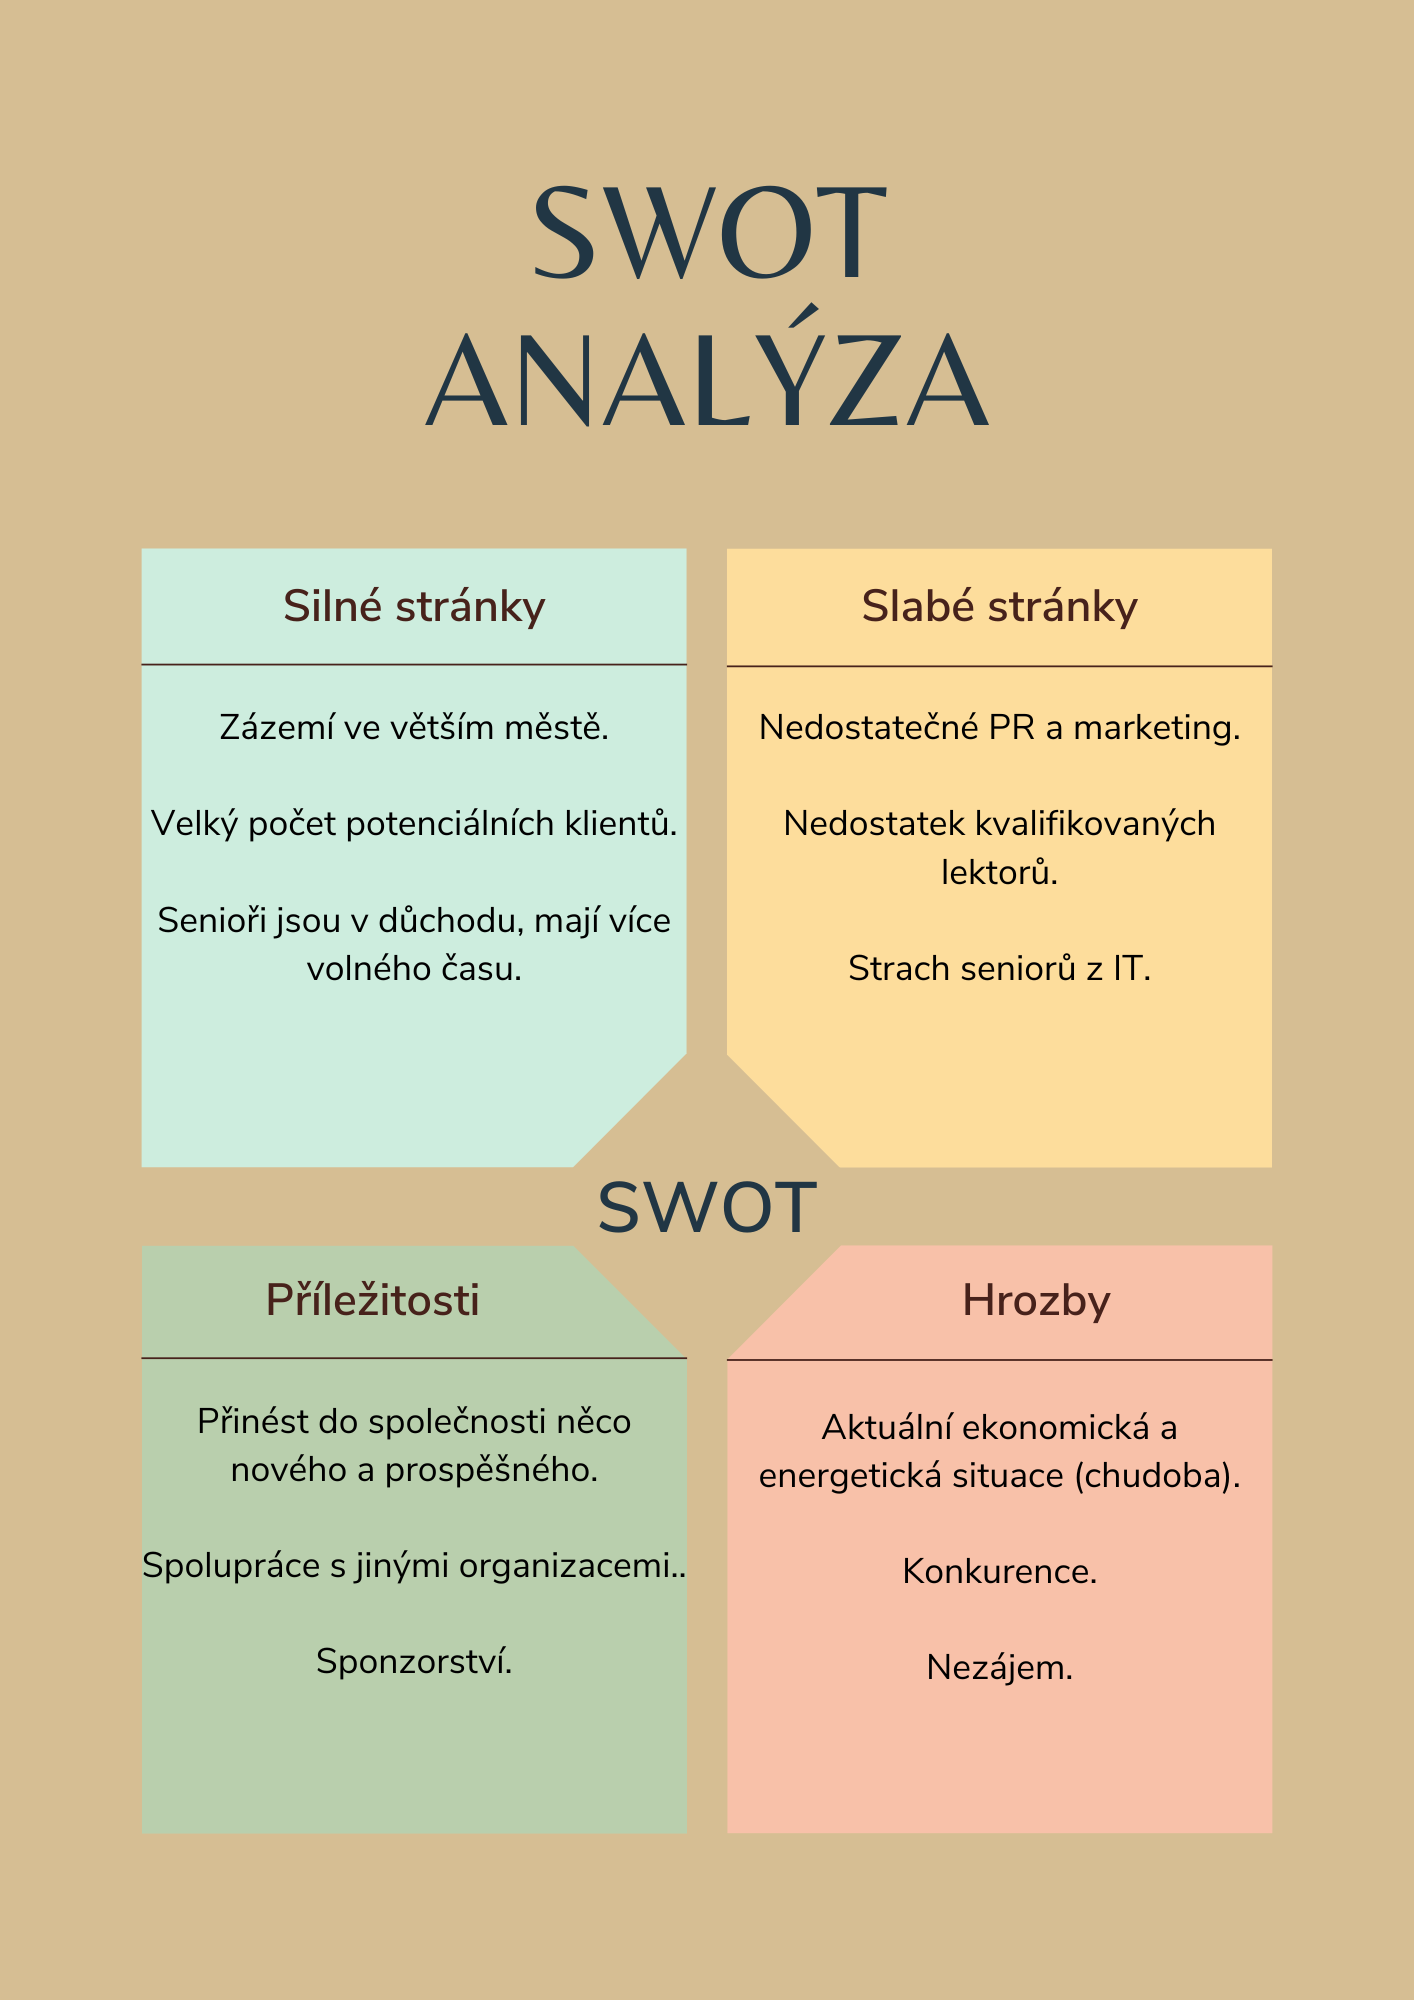 SWOT
ANALÝZA
Silné stránky
Zázemí ve větším městě.
Velký počet potenciálních klientů.
Senioři jsou v důchodu, mají více
volného času.
Slabé stránky
Nedostatečné PR a marketing.
Nedostatek kvalifikovaných
lektorů.
Strach seniorů z IT.
SWOT
Příležitosti
Přinést do společnosti něco
nového a prospěšného.
Spolupráce s jinými organizacemi..
Sponzorství.
Hrozby
Aktuální ekonomická a
energetická situace (chudoba).
Konkurence.
Nezájem.